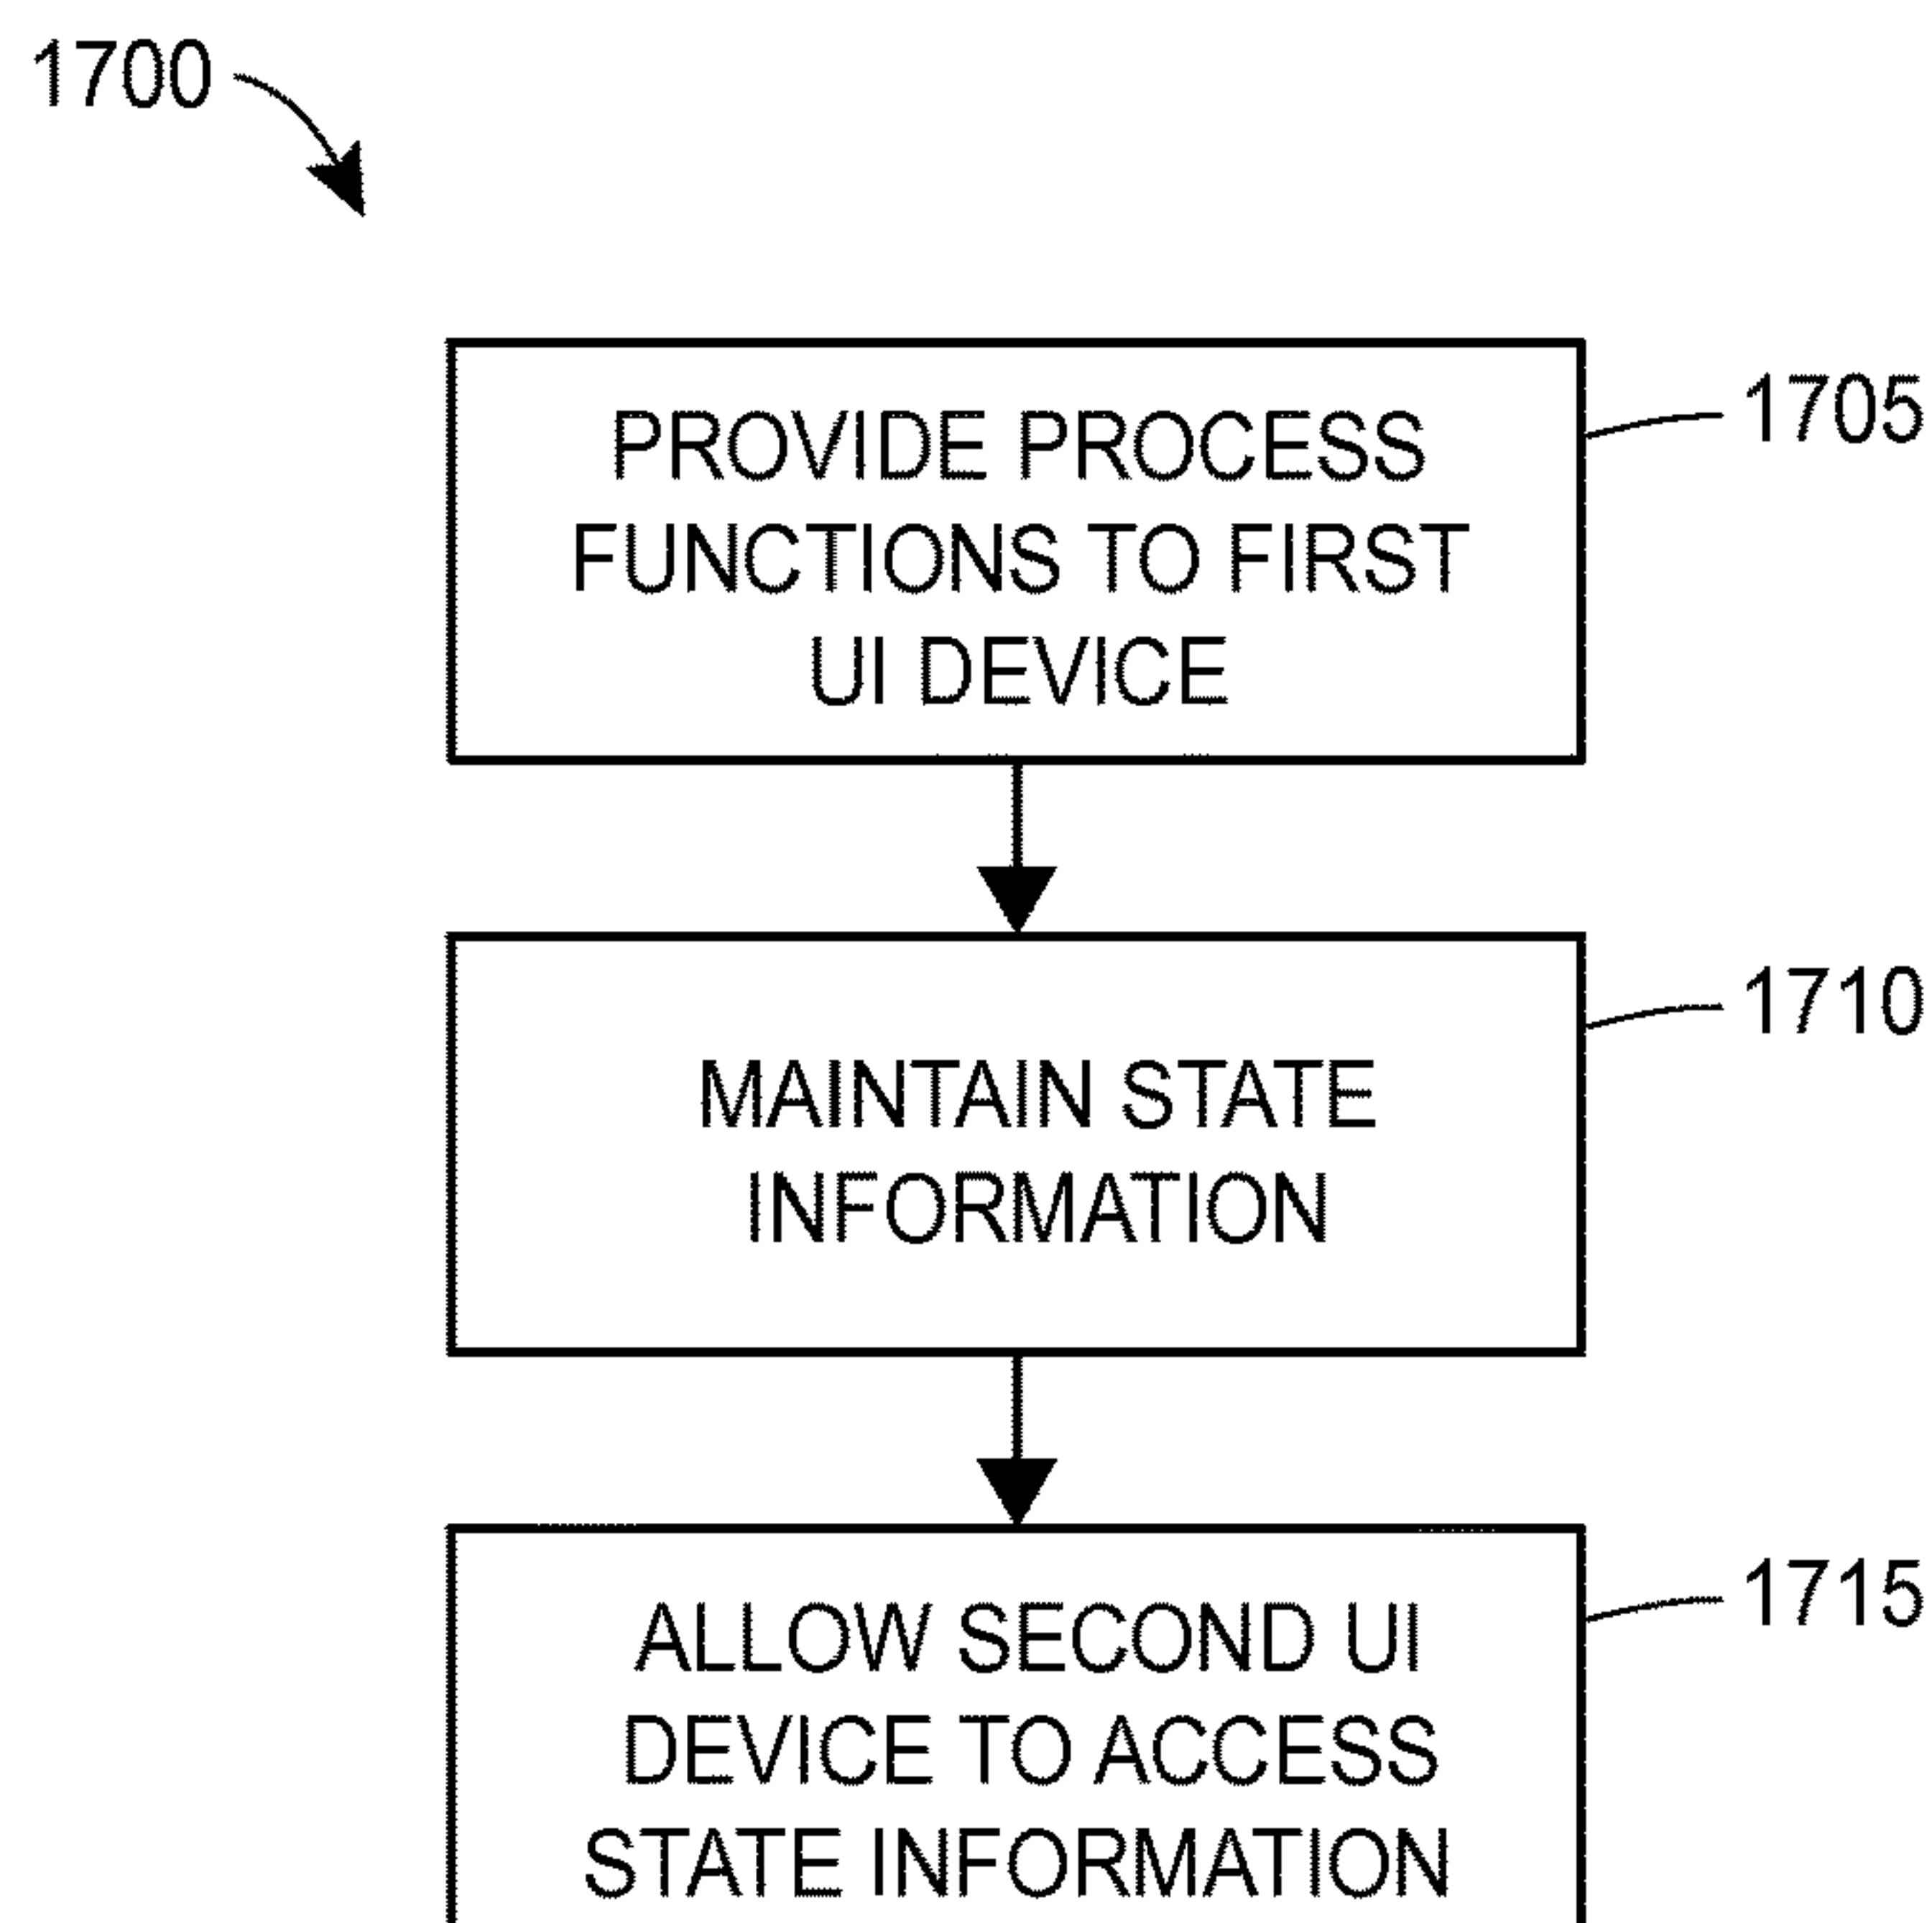 1700
PROVIDE PROCESS
FUNCTIONS TO FIRST
UI DEVICE
1705
MAINTAIN STATE
INFORMATION
1710
ALLOW SECOND UI
DEVICE TO ACCESS
STATE INFORMATION
1715